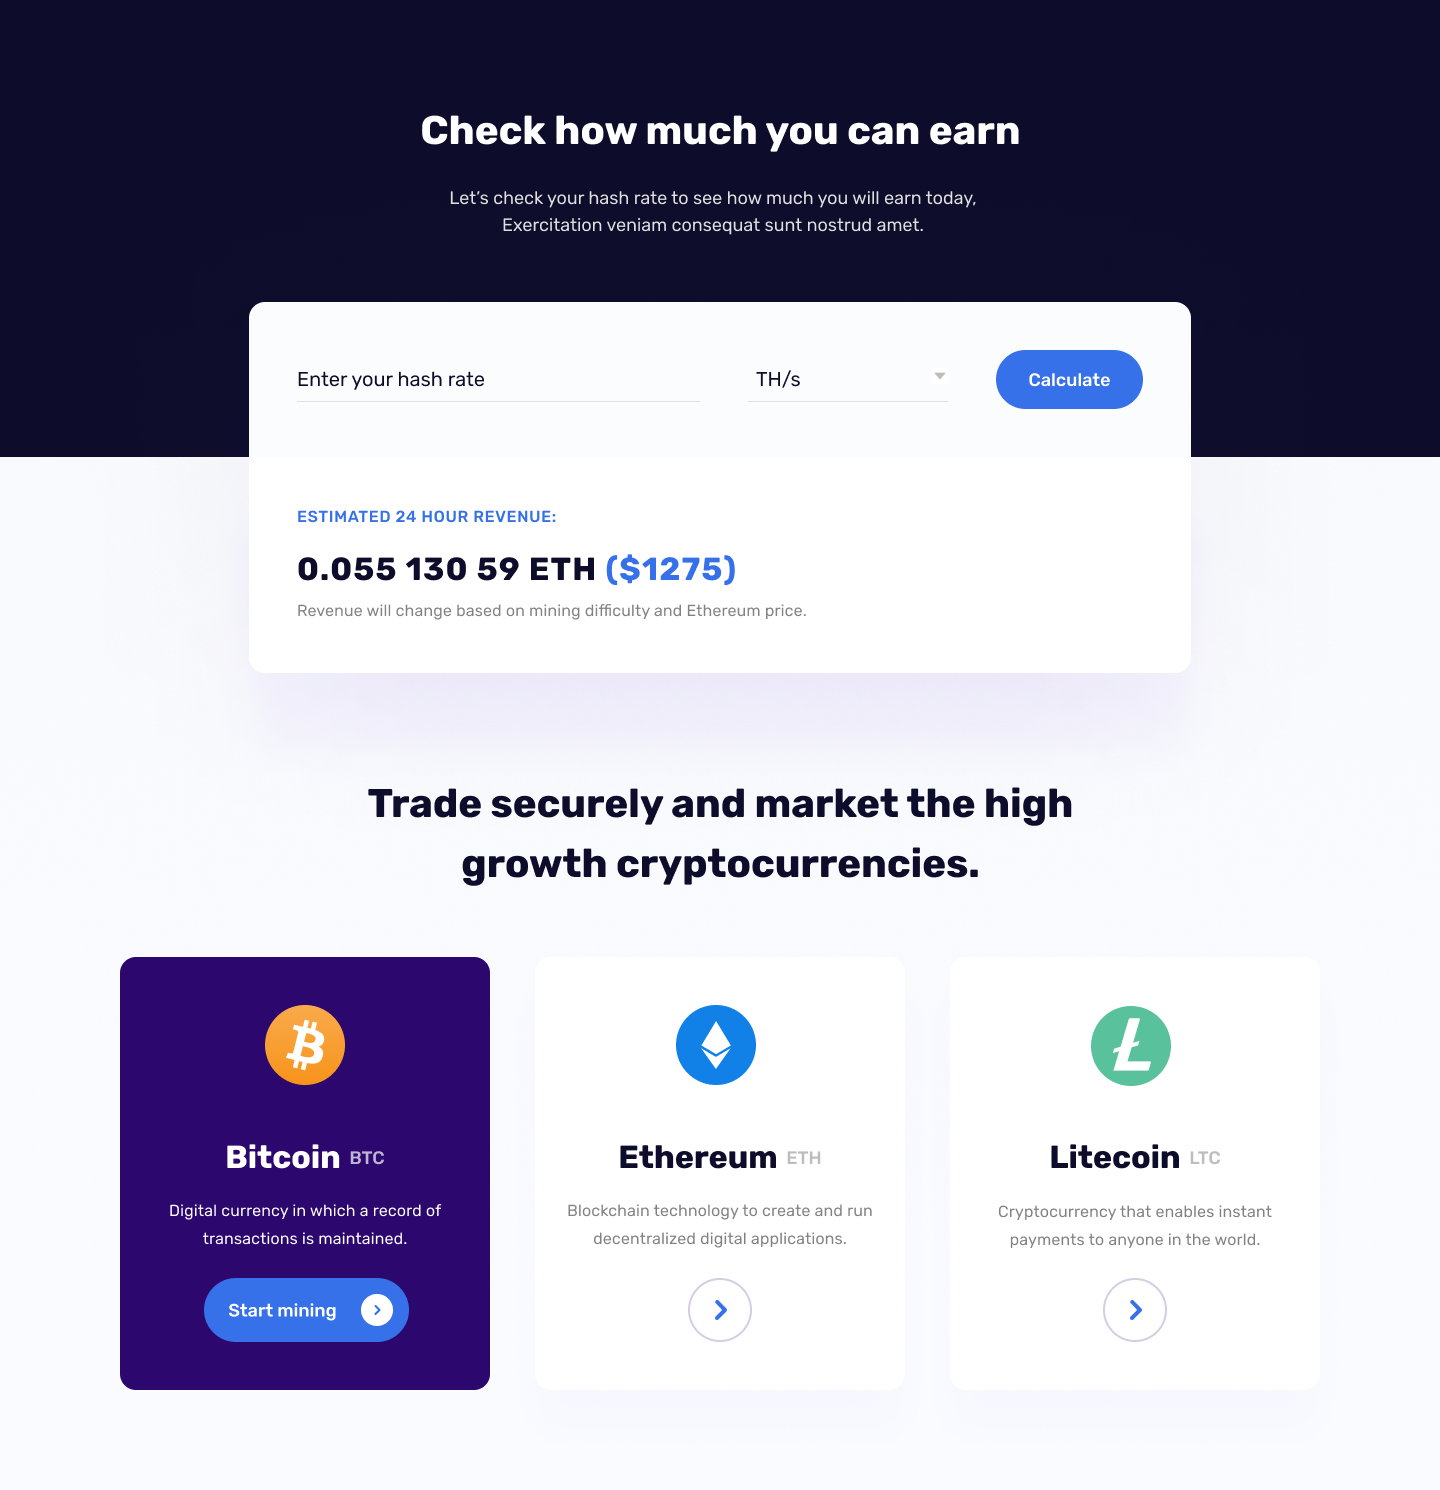 Check how much you can earn
Let’s check your hash rate to see how much you will earn today,
Exercitation veniam consequat sunt nostrud amet.
Enter your hash rate
TH/s
Calculate
ESTIMATED 24 HOUR REVENUE:
0.055 130 59 ETH ($1275)
Revenue will change based on mining difficulty and Ethereum price.
Trade securely and market the high
growth cryptocurrencies.
Bitcoin BTC
Digital currency in which a record of
transactions is maintained.
Start mining
Ethereum ETH
Blockchain technology to create and run
decentralized digital applications.
Litecoin LTC
Cryptocurrency that enables instant
payments to anyone in the world.